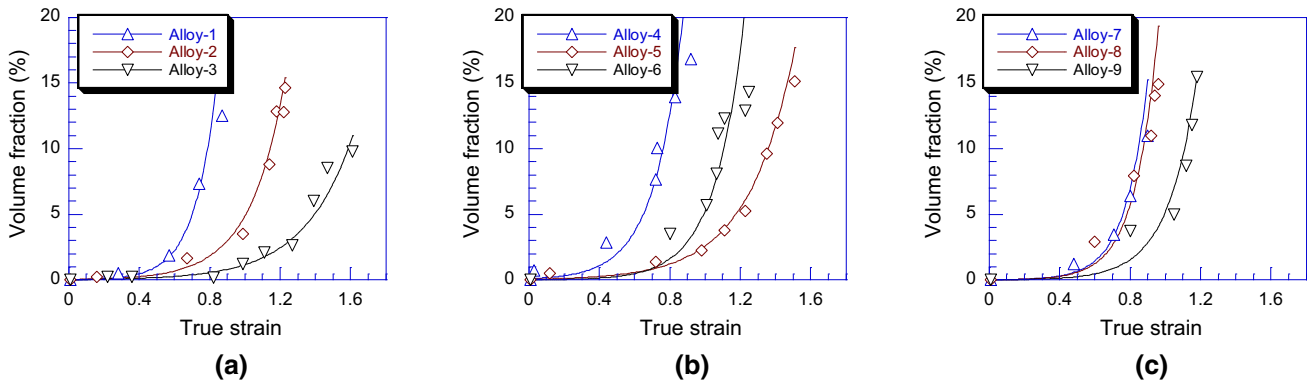 20
15
10
5
0
Volume fraction (%)
Alloy-1
Alloy-2
Alloy-3
0 0.4 0.8 1.2 1.6
True strain
(a)
20
15
10
5
0
Volume fraction (%)
Alloy-4
Alloy-5
Alloy-6
0 0.4 0.8 1.2 1.6
True strain
(b)
20
15
10
5
0
Volume fraction (%)
Alloy-7
Alloy-8
Alloy-9
0 0.4 0.8 1.2 1.6
True strain
(c)